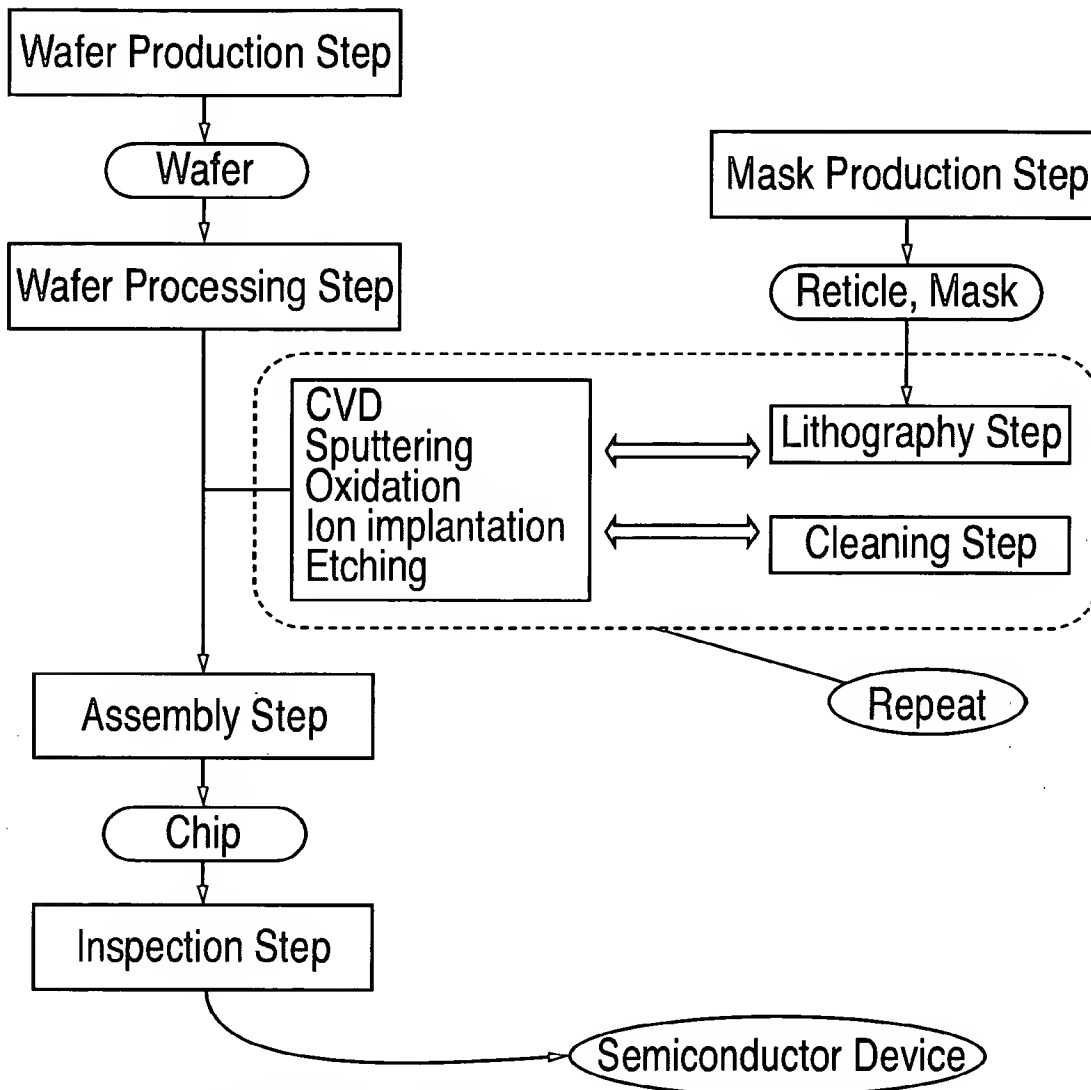 Wafer Production Step
Wafer
Wafer Processing Step
Mask Production Step
Reticle, Mask
CVD
Sputtering
Oxidation
Ion implantation
Etching
Lithography Step
Cleaning Step
Repeat
Assembly Step
Chip
Inspection Step
Semiconductor Device